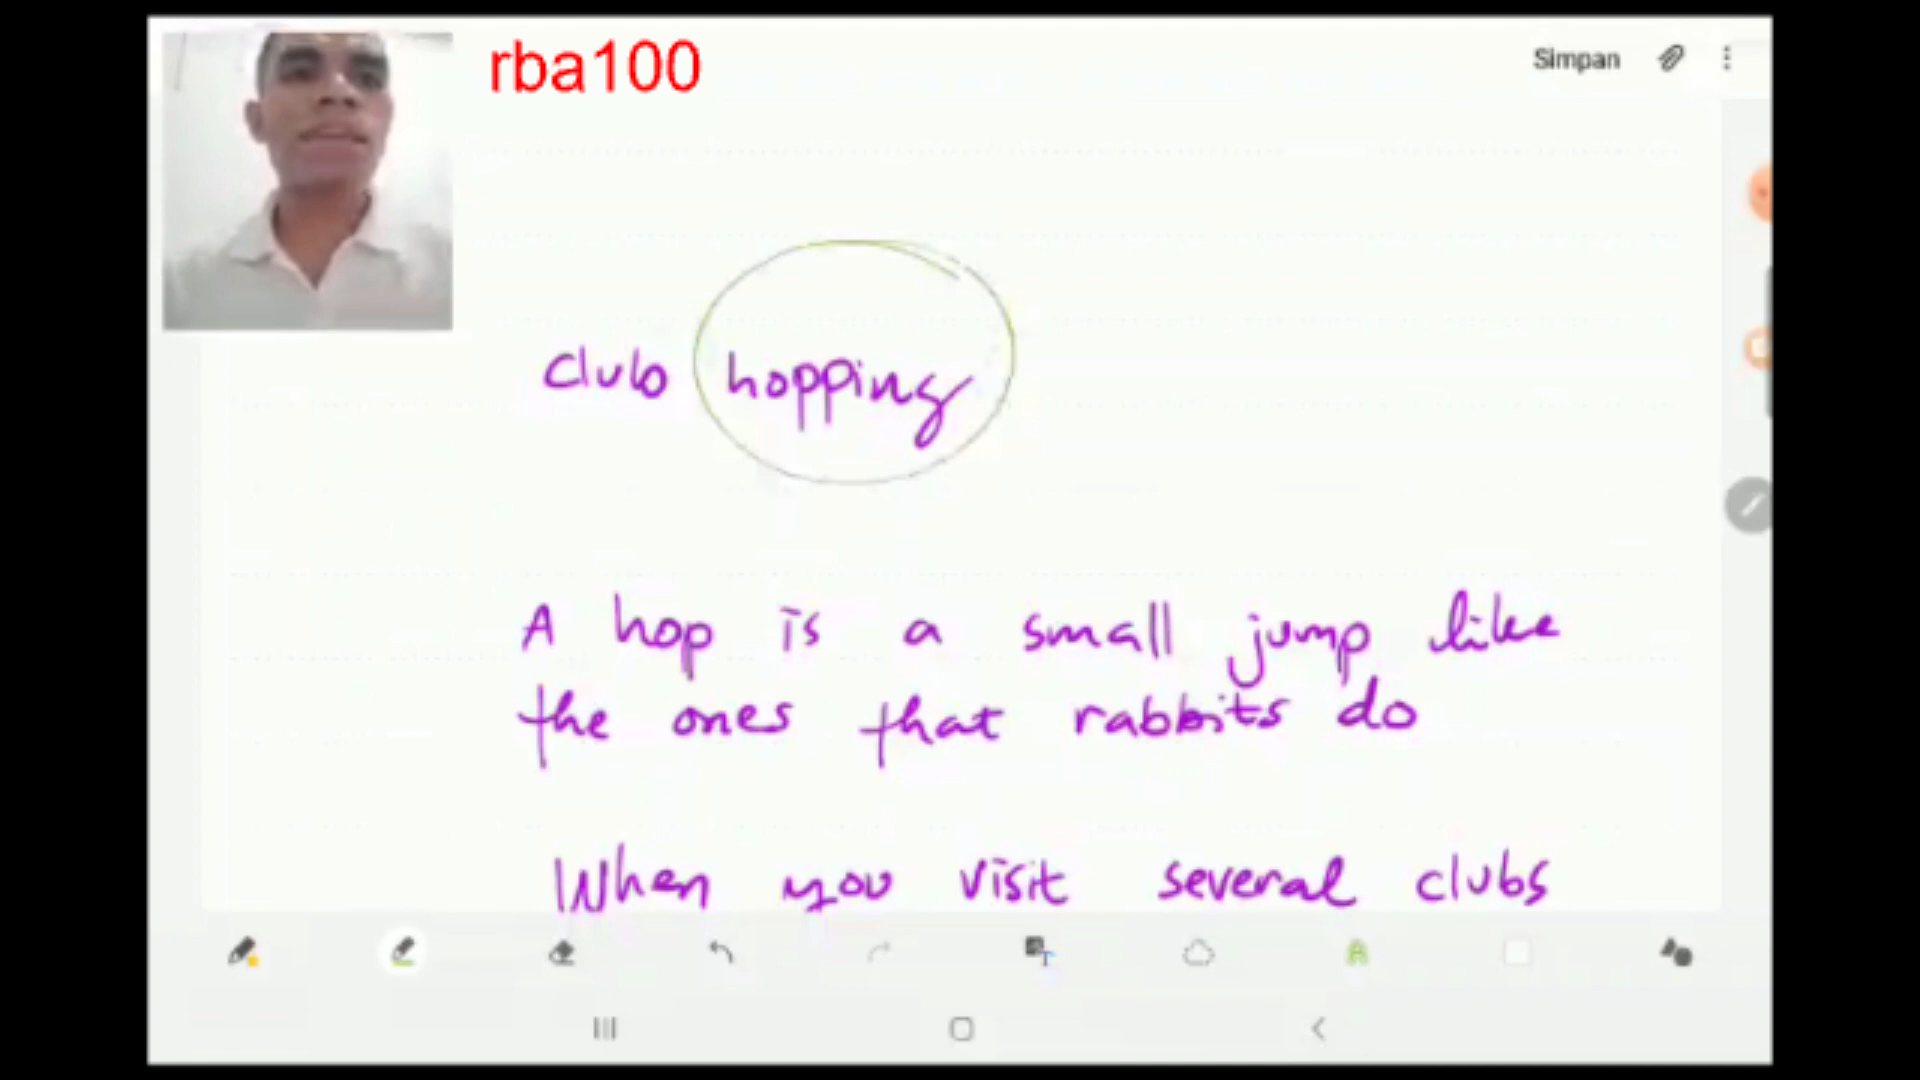 rba100
Simpan
club hopping
A hop is a small jump like
the ones that rabbits do
When you visit several clubs